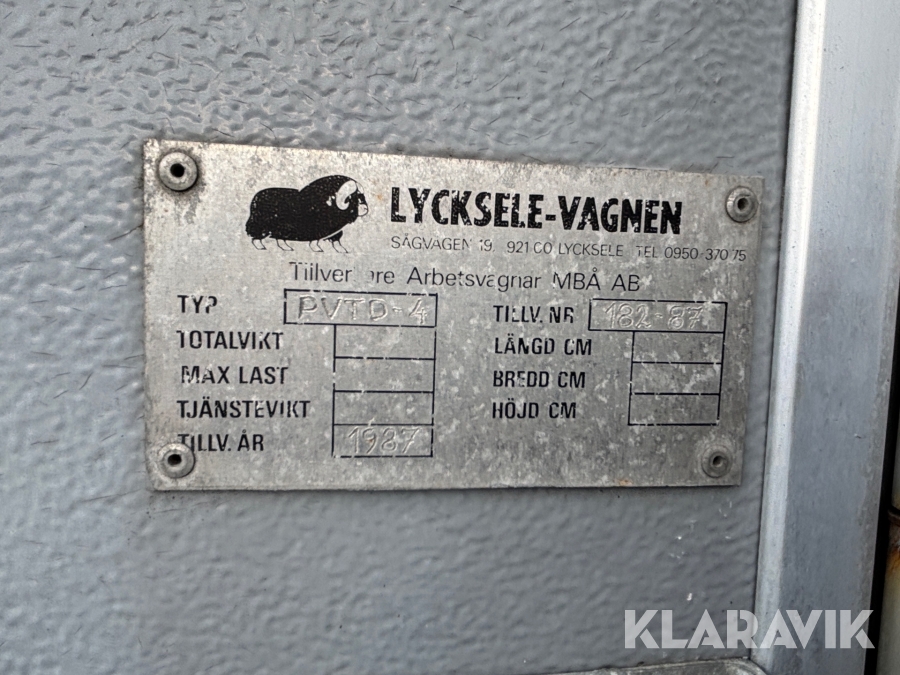 LYCKSELE-VAGNEN
SÅGVÄGEN 19, 921 00 LYCKSELE TEL 0950-370 75
Arbetsvagnar MBÅ AB
TYP PVTD-4 TILLV. NR 182-87
TOTALVIKT LÄNGD CM
MAX LAST BREDD CM
TJÄNSTEVIKT HÖJD CM
TILLV. ÅR 1987
KLARAVIK